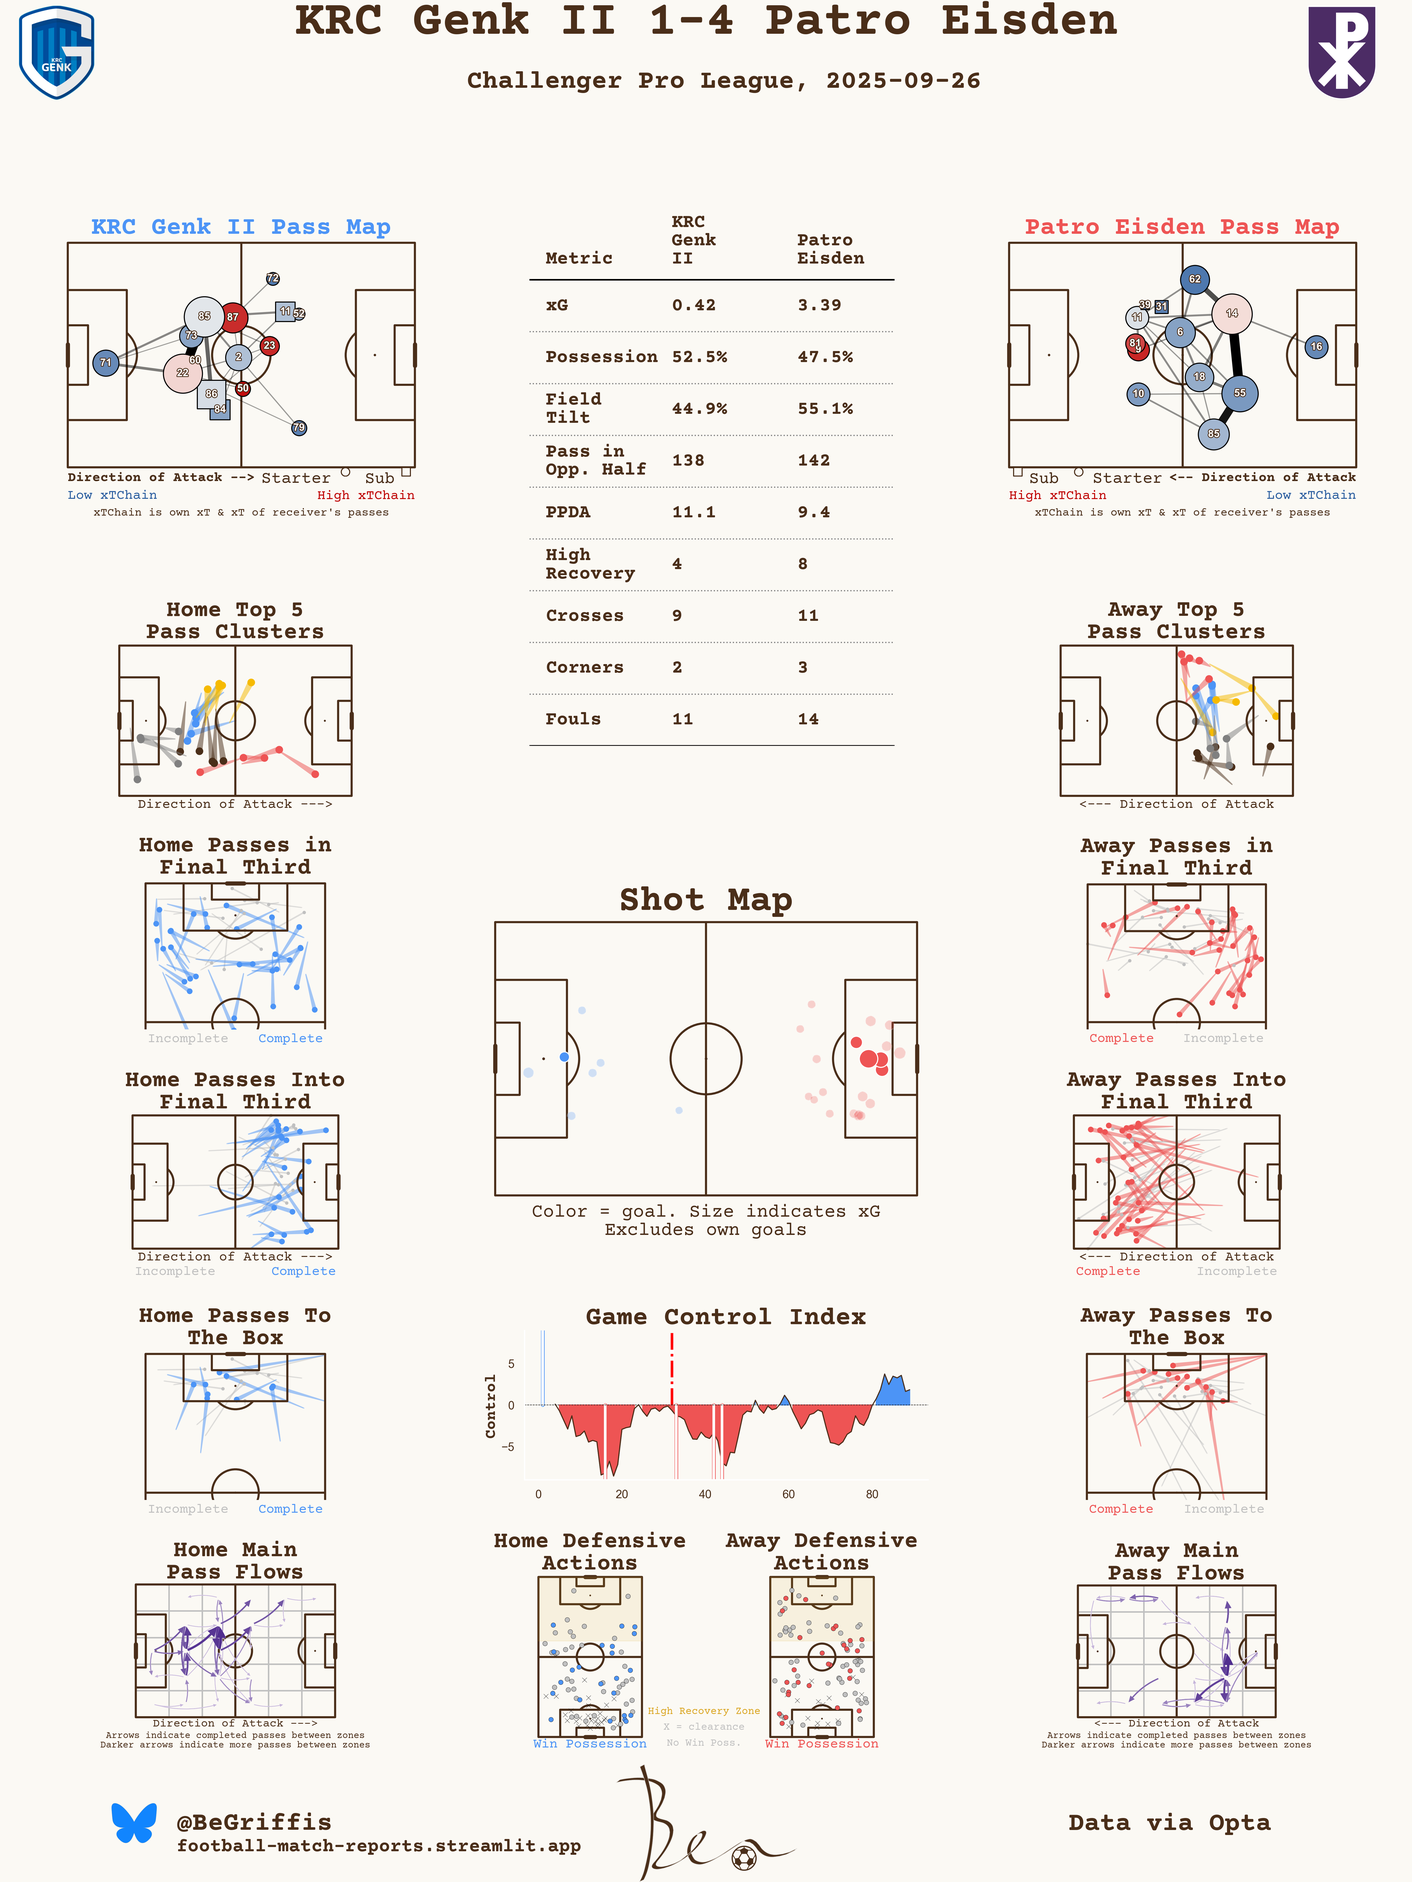 KRC Genk II 1-4 Patro Eisden
Challenger Pro League, 2025-09-26
KRC
GENK
P
KRC Genk II Pass Map
72
11
52
85
87
73
23
60
2
71
22
86
50
84
79
Direction of Attack --> Starter Sub
Low xTChain High xTChain
xTChain is own xT & xT of receiver's passes
Metric KRC Genk II Patro Eisden
xG 0.42 3.39
Possession 52.5% 47.5%
Field Tilt 44.9% 55.1%
Pass in Opp. Half 138 142
PPDA 11.1 9.4
High Recovery 4 8
Crosses 9 11
Corners 2 3
Fouls 11 14
Patro Eisden Pass Map
62
39
31
11
14
6
81
9
16
18
10
55
85
Sub Starter <-- Direction of Attack
High xTChain Low xTChain
xTChain is own xT & xT of receiver's passes
Home Top 5
Pass Clusters
Direction of Attack --->
Away Top 5
Pass Clusters
<--- Direction of Attack
Home Passes in
Final Third
Incomplete Complete
Away Passes in
Final Third
Complete Incomplete
Shot Map
Color = goal. Size indicates xG
Excludes own goals
Home Passes Into
Final Third
Direction of Attack --->
Incomplete Complete
Away Passes Into
Final Third
<--- Direction of Attack
Complete Incomplete
Home Passes To
The Box
Incomplete Complete
Game Control Index
Control
5
0
−5
0 20 40 60 80
Away Passes To
The Box
Complete Incomplete
Home Main
Pass Flows
Direction of Attack --->
Arrows indicate completed passes between zones
Darker arrows indicate more passes between zones
Home Defensive
Actions
Win Possession
High Recovery Zone
X = clearance
No Win Poss.
Away Defensive
Actions
Win Possession
Away Main
Pass Flows
<--- Direction of Attack
Arrows indicate completed passes between zones
Darker arrows indicate more passes between zones
@BeGriffis
football-match-reports.streamlit.app
Ben
Data via Opta